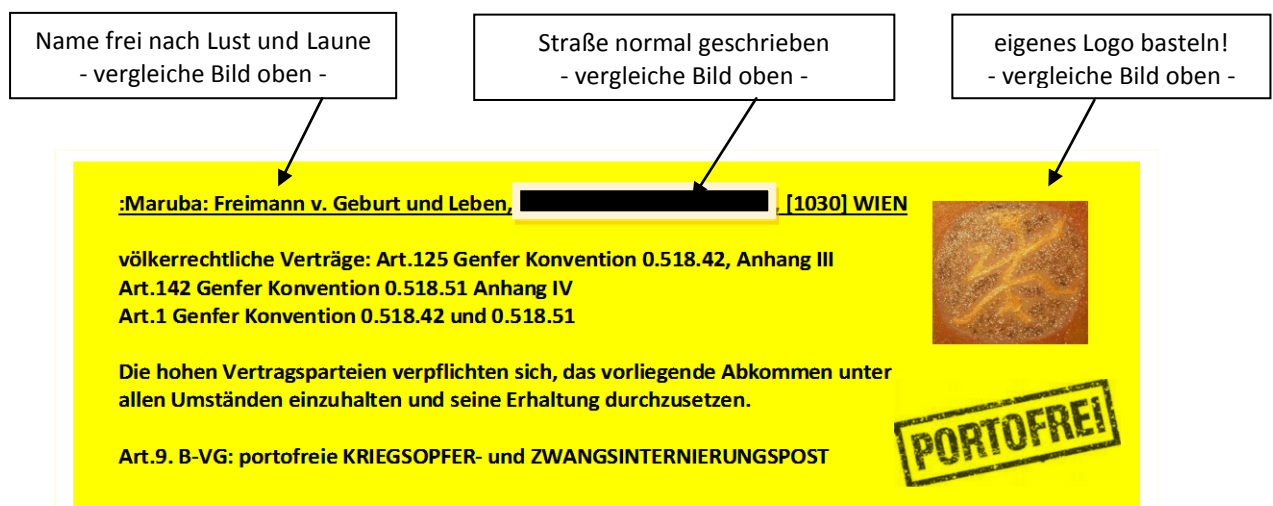 Name frei nach Lust und Laune
- vergleiche Bild oben -
Straße normal geschrieben
- vergleiche Bild oben -
eigenes Logo basteln!
- vergleiche Bild oben -
:Maruba: Freimann v. Geburt und Leben, , [1030] WIEN
völkerrechtliche Verträge: Art.125 Genfer Konvention 0.518.42, Anhang III
Art.142 Genfer Konvention 0.518.51 Anhang IV
Art.1 Genfer Konvention 0.518.42 und 0.518.51
Die hohen Vertragsparteien verpflichten sich, das vorliegende Abkommen unter
allen Umständen einzuhalten und seine Erhaltung durchzusetzen.
Art.9. B-VG: portofreie KRIEGSOPFER- und ZWANGSINTERNIERUNGSPOST
PORTOFREI